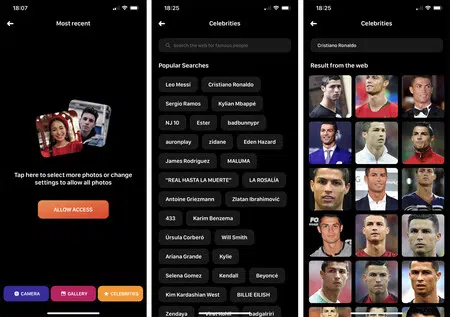 18:07
Most recent
Tap here to select more photos or change
settings to allow all photos
ALLOW ACCESS
CAMERA
GALLERY
CELEBRITIES
18:25
Celebrities
Search the web for famous people
Popular Searches
Leo Messi
Cristiano Ronaldo
Sergio Ramos
Kylian Mbappé
NJ 10
Ester
badbunnypr
auronplay
zidane
Eden Hazard
James Rodríguez
MALUMA
"REAL HASTA LA MUERTE"
LA ROSALÍA
Antoine Griezmann
Zlatan Ibrahimović
433
Karim Benzema
Úrsula Corberó
Will Smith
Ariana Grande
Kylie
Selena Gomez
Kendall
Beyoncé
Kim Kardashian West
BILLIE EILISH
Zendaya
badgalriri
18:25
Celebrities
Cristiano Ronaldo
Result from the web